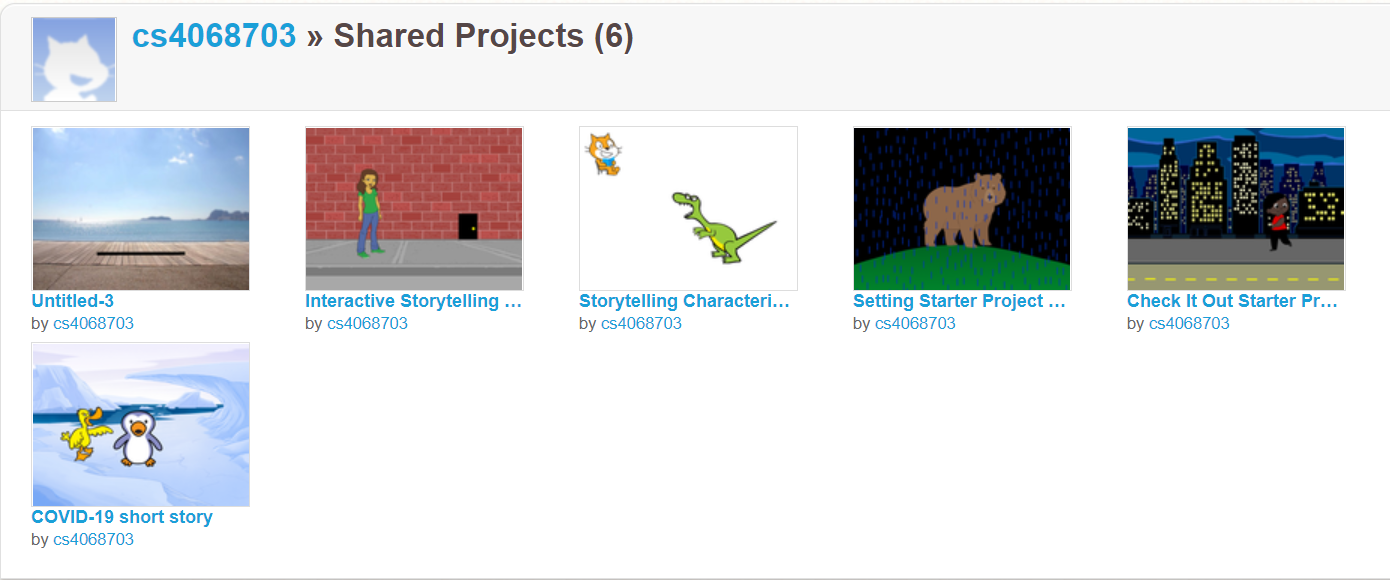 cs4068703 » Shared Projects (6)
Untitled-3
by cs4068703
Interactive Storytelling ...
by cs4068703
Storytelling Characteri...
by cs4068703
Setting Starter Project ...
by cs4068703
Check It Out Starter Pr...
by cs4068703
COVID-19 short story
by cs4068703